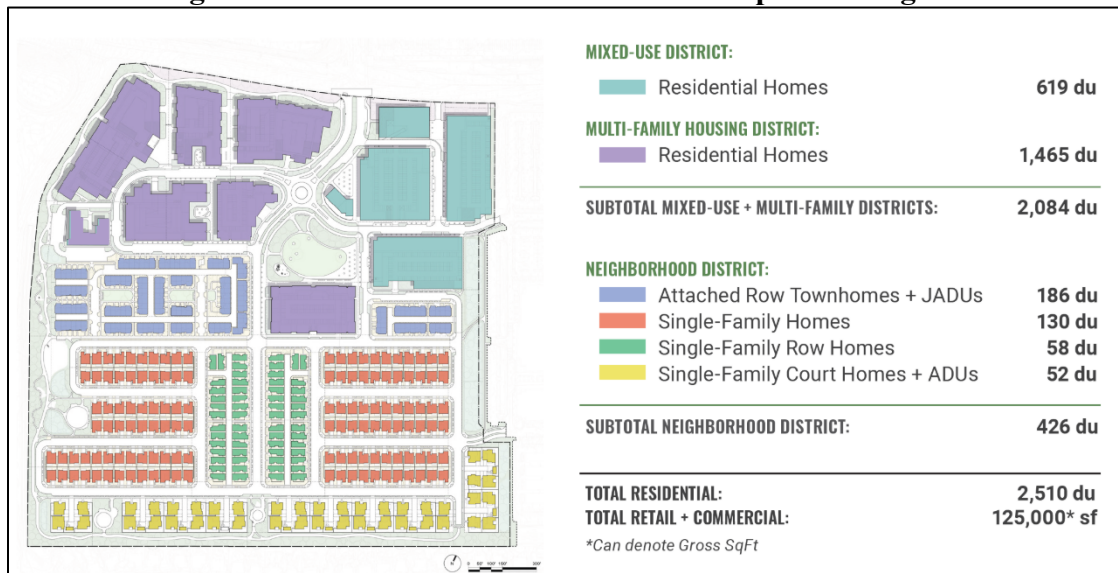 MIXED-USE DISTRICT:
Residential Homes 619 du
MULTI-FAMILY HOUSING DISTRICT:
Residential Homes 1,465 du
SUBTOTAL MIXED-USE + MULTI-FAMILY DISTRICTS: 2,084 du
NEIGHBORHOOD DISTRICT:
Attached Row Townhomes + JADUs 186 du
Single-Family Homes 130 du
Single-Family Row Homes 58 du
Single-Family Court Homes + ADUs 52 du
SUBTOTAL NEIGHBORHOOD DISTRICT: 426 du
TOTAL RESIDENTIAL: 2,510 du
TOTAL RETAIL + COMMERCIAL: 125,000* sf
*Can denote Gross SqFt